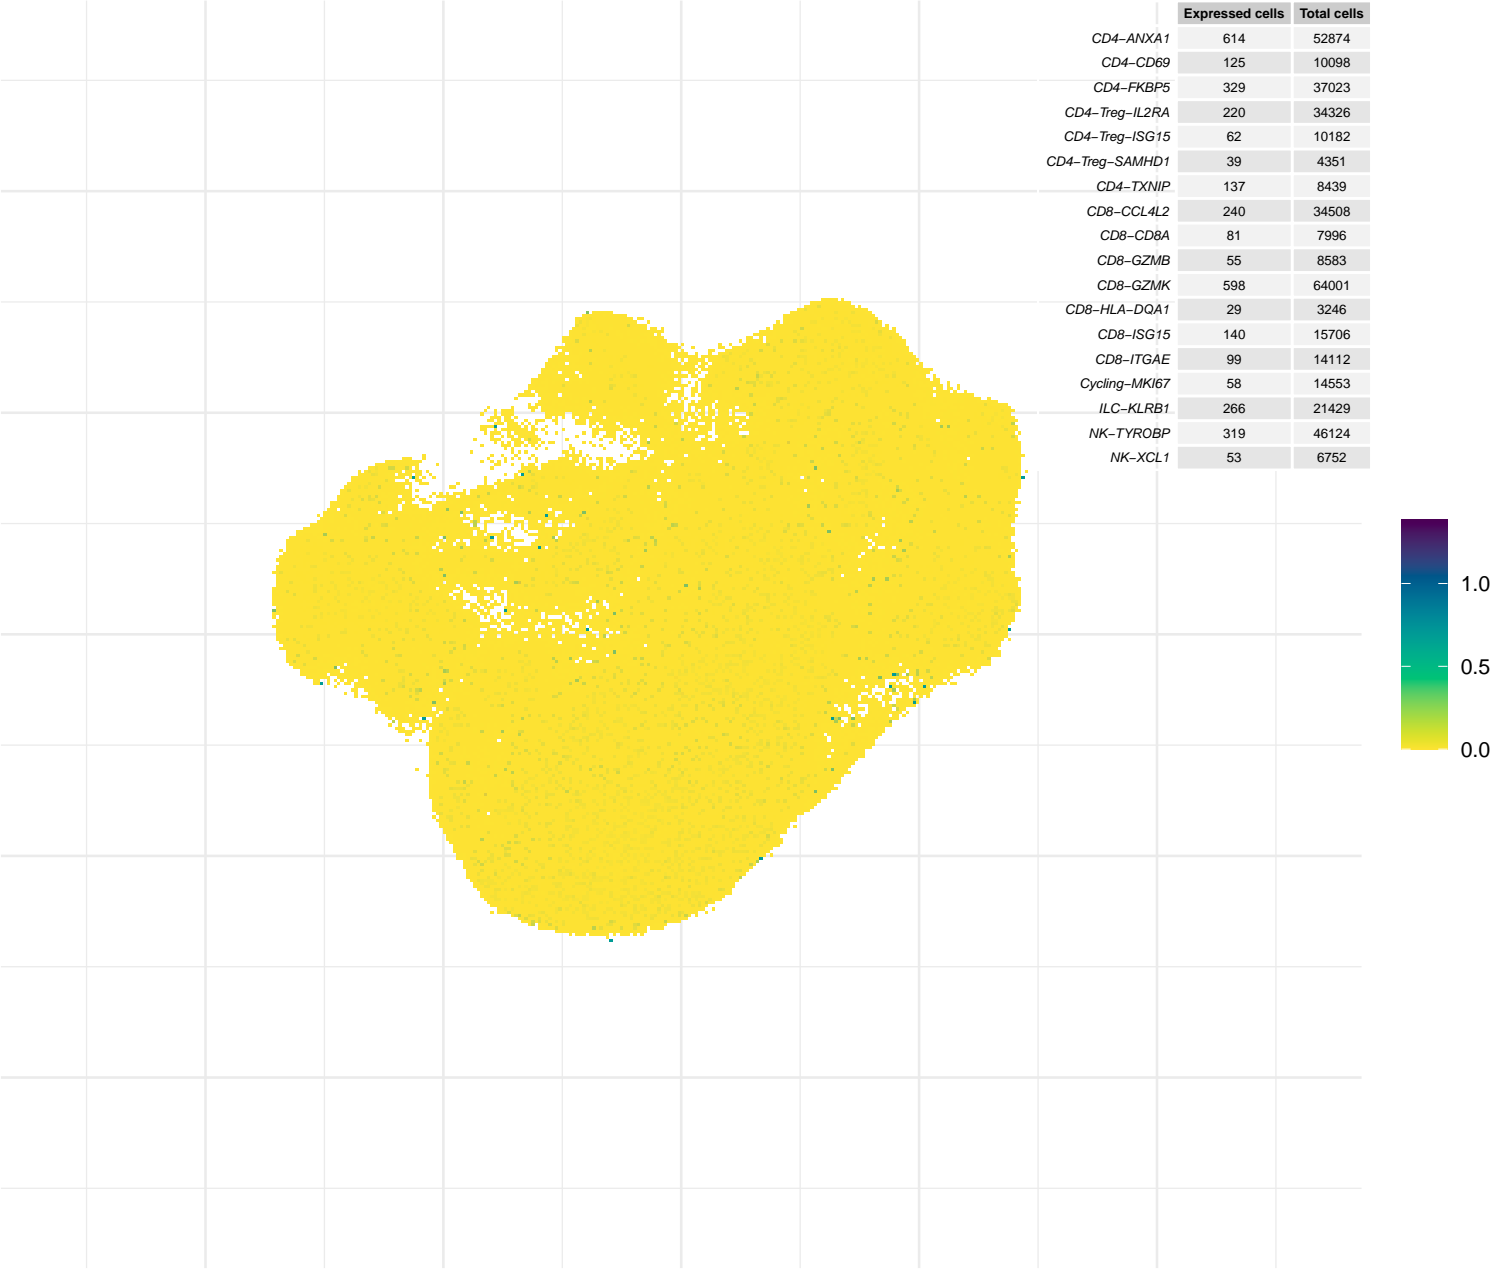 Expressed cells Total cells
CD4−ANXA1 614 52874
CD4−CD69 125 10098
CD4−FKBP5 329 37023
CD4−Treg−IL2RA 220 34326
CD4−Treg−ISG15 62 10182
CD4−Treg−SAMHD1 39 4351
CD4−TXNIP 137 8439
CD8−CCL4L2 240 34508
CD8−CD8A 81 7996
CD8−GZMB 55 8583
CD8−GZMK 598 64001
CD8−HLA−DQA1 29 3246
CD8−ISG15 140 15706
CD8−ITGAE 99 14112
Cycling−MKI67 58 14553
ILC−KLRB1 266 21429
NK−TYROBP 319 46124
NK−XCL1 53 6752
1.0
0.5
0.0